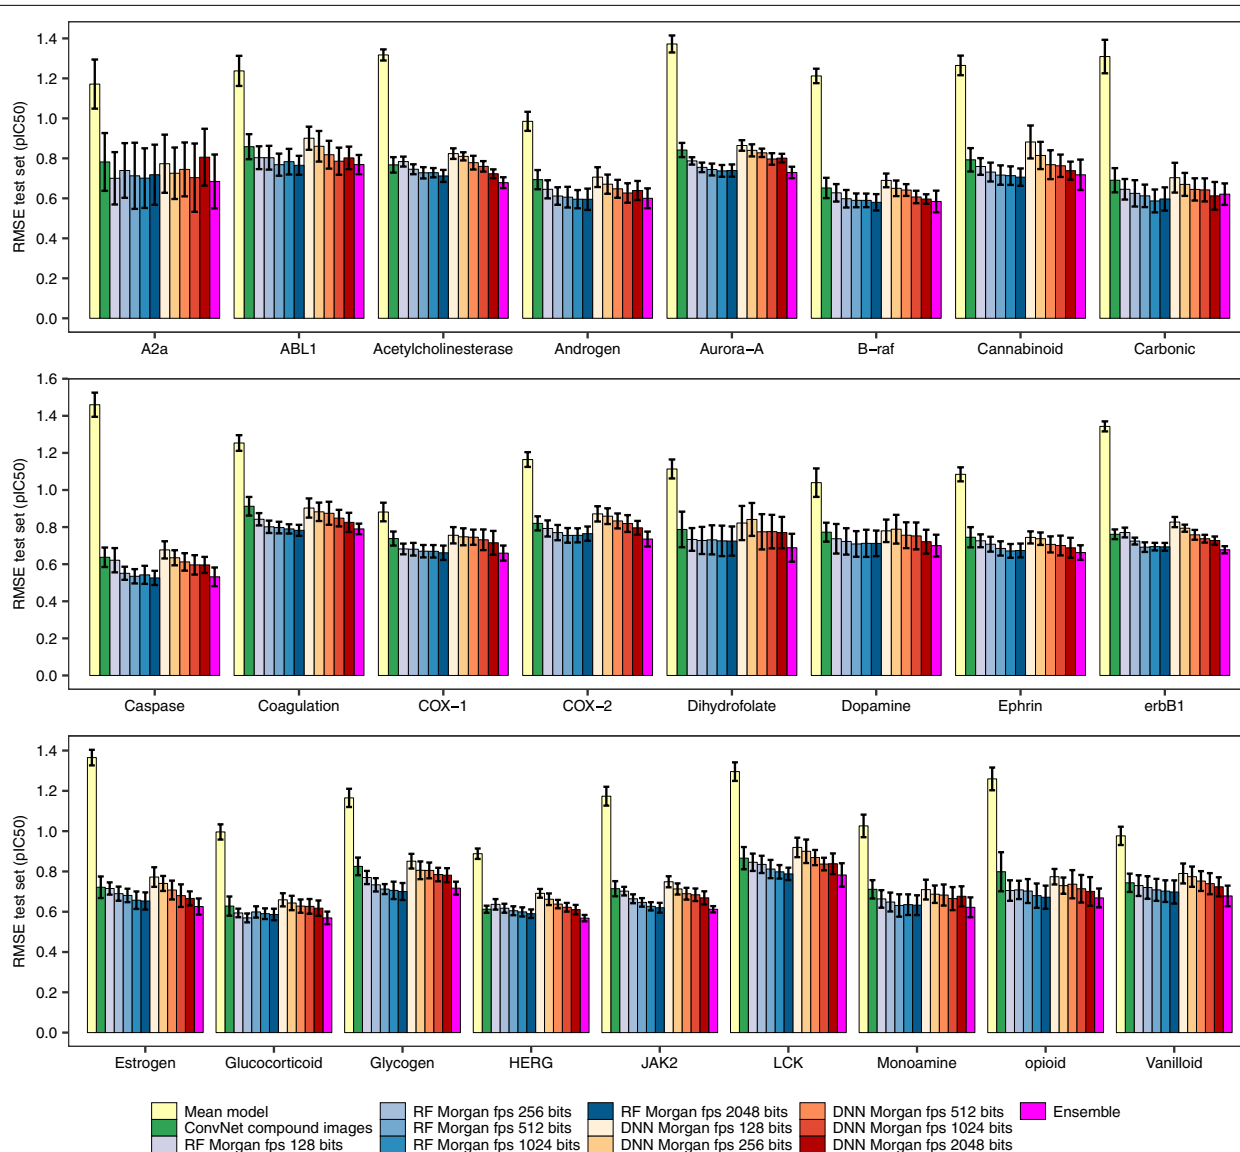 RMSE test set (pIC50)
1.4
1.2
1.0
0.8
0.6
0.4
0.2
0.0
A2a ABL1 Acetylcholinesterase Androgen Aurora−A B−raf Cannabinoid Carbonic
RMSE test set (pIC50)
1.6
1.4
1.2
1.0
0.8
0.6
0.4
0.2
0.0
Caspase Coagulation COX−1 COX−2 Dihydrofolate Dopamine Ephrin erbB1
RMSE test set (pIC50)
1.4
1.2
1.0
0.8
0.6
0.4
0.2
0.0
Estrogen Glucocorticoid Glycogen HERG JAK2 LCK Monoamine opioid Vanilloid
Mean model RF Morgan fps 256 bits RF Morgan fps 2048 bits DNN Morgan fps 512 bits Ensemble
ConvNet compound images RF Morgan fps 512 bits DNN Morgan fps 128 bits DNN Morgan fps 1024 bits
RF Morgan fps 128 bits RF Morgan fps 1024 bits DNN Morgan fps 256 bits DNN Morgan fps 2048 bits